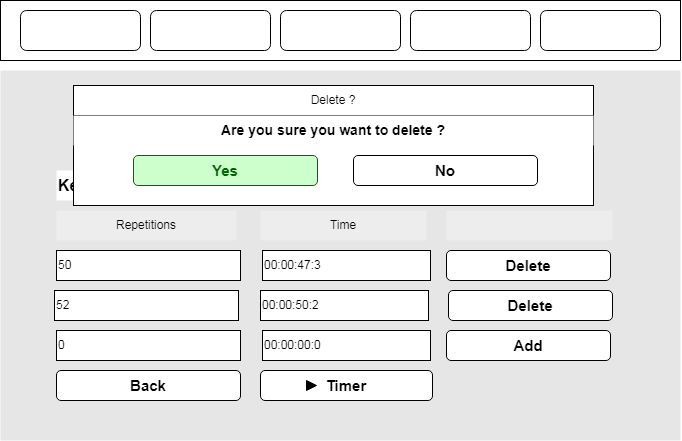 Delete ?
Are you sure you want to delete ?
Yes No
Ke
Repetitions Time
50 00:00:47:3 Delete
52 00:00:50:2 Delete
0 00:00:00:0 Add
Back ► Timer